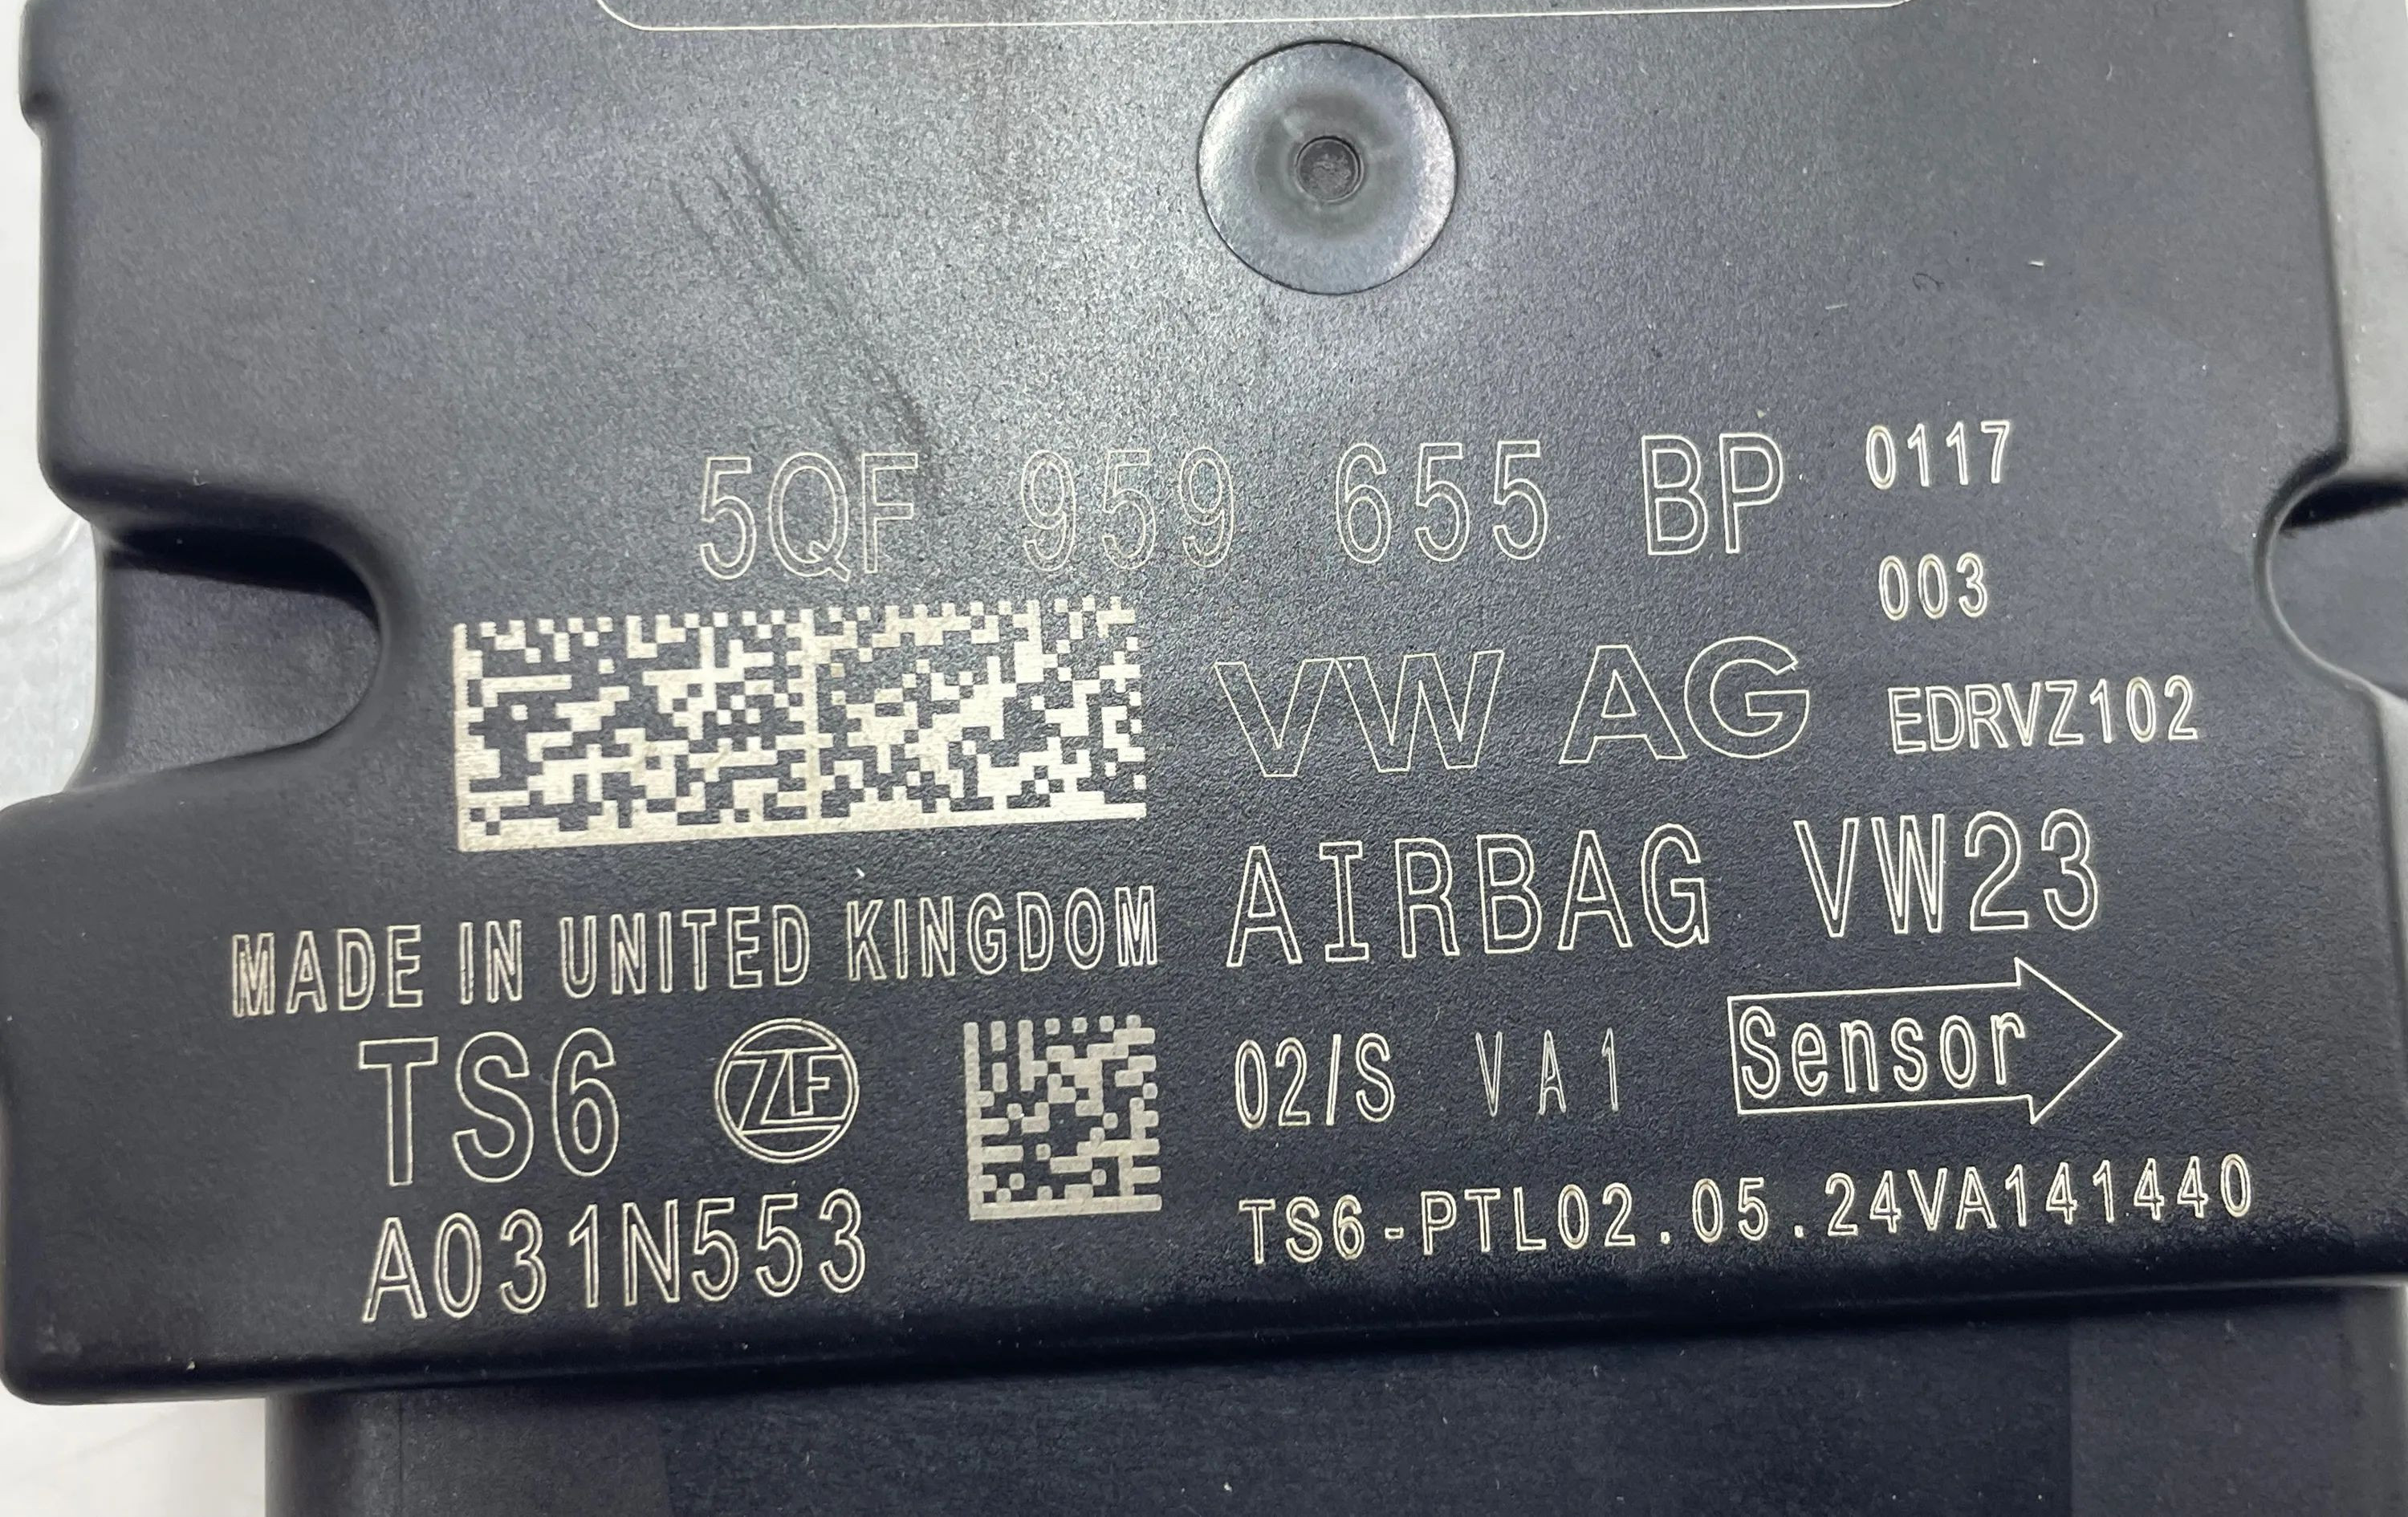 5QF 959 655 BP 0117
003
VW AG EDRVZ102
AIRBAG VW23
MADE IN UNITED KINGDOM
TS6 ZF
02/S VA1 Sensor
A031N553
TS6-PTL02.05.24VA141440